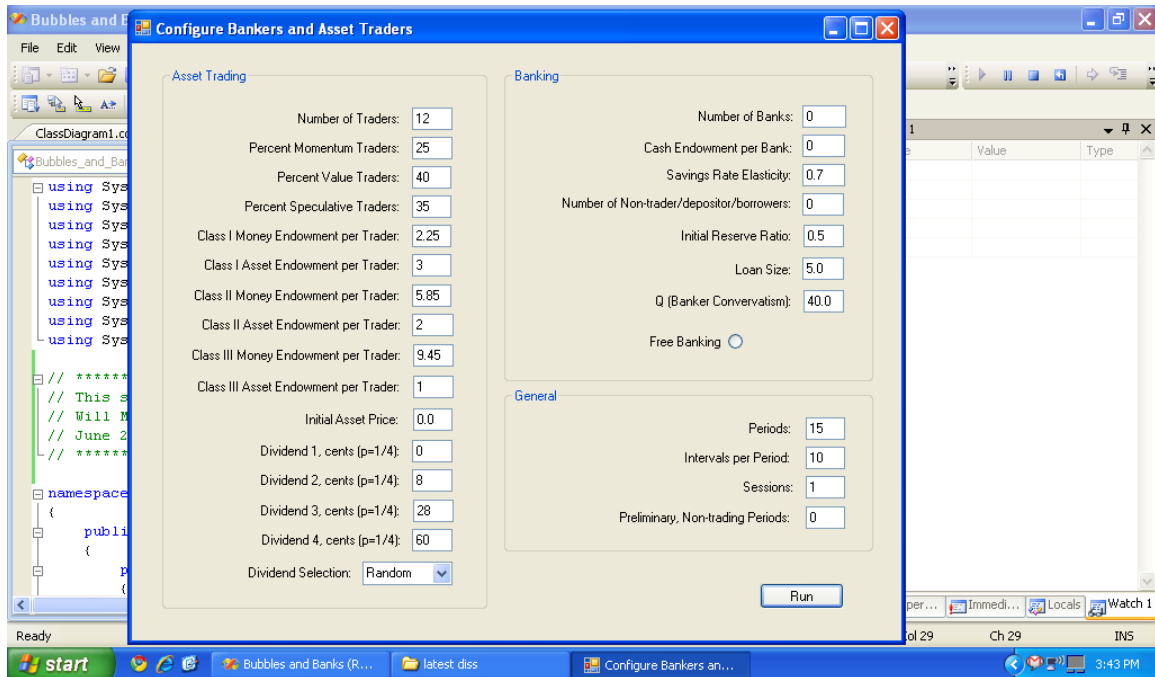 Bubbles and B
Configure Bankers and Asset Traders
File Edit View
ClassDiagram1.co
1
Bubbles_and_Bar
Value Type
using Sys
using Sys
using Sys
using Sys
using Sys
using Sys
using Sys
using Sys
using Sys
// ******
// This s
// Will M
// June 2
// ******
namespace
{
publi
{
p
{
Asset Trading
Number of Traders: 12
Percent Momentum Traders: 25
Percent Value Traders: 40
Percent Speculative Traders: 35
Class I Money Endowment per Trader: 2.25
Class I Asset Endowment per Trader: 3
Class II Money Endowment per Trader: 5.85
Class II Asset Endowment per Trader: 2
Class III Money Endowment per Trader: 9.45
Class III Asset Endowment per Trader: 1
Initial Asset Price: 0.0
Dividend 1, cents (p=1/4): 0
Dividend 2, cents (p=1/4): 8
Dividend 3, cents (p=1/4): 28
Dividend 4, cents (p=1/4): 60
Dividend Selection: Random
Banking
Number of Banks: 0
Cash Endowment per Bank: 0
Savings Rate Elasticity: 0.7
Number of Non-trader/depositor/borrowers: 0
Initial Reserve Ratio: 0.5
Loan Size: 5.0
Q (Banker Convervatism): 40.0
Free Banking
General
Periods: 15
Intervals per Period: 10
Sessions: 1
Preliminary, Non-trading Periods: 0
Run
per... Immedi... Locals Watch 1
Ready Col 29 Ch 29 INS
start Bubbles and Banks (R... latest diss Configure Bankers an... 3:43 PM